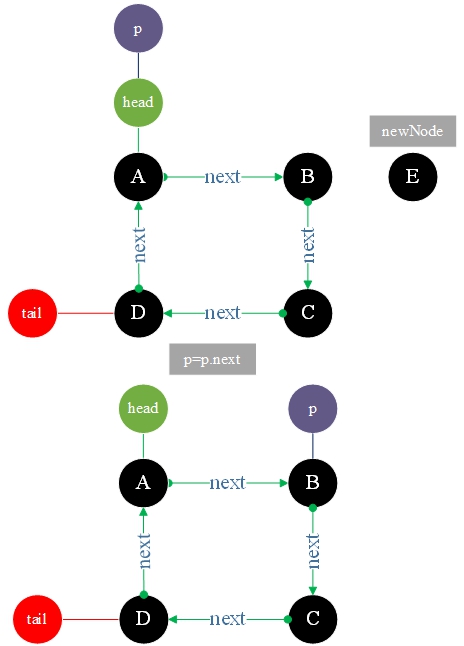 p
head
newNode
A next B E
next next
tail D next C
p=p.next
head p
A next B
next next
tail D next C